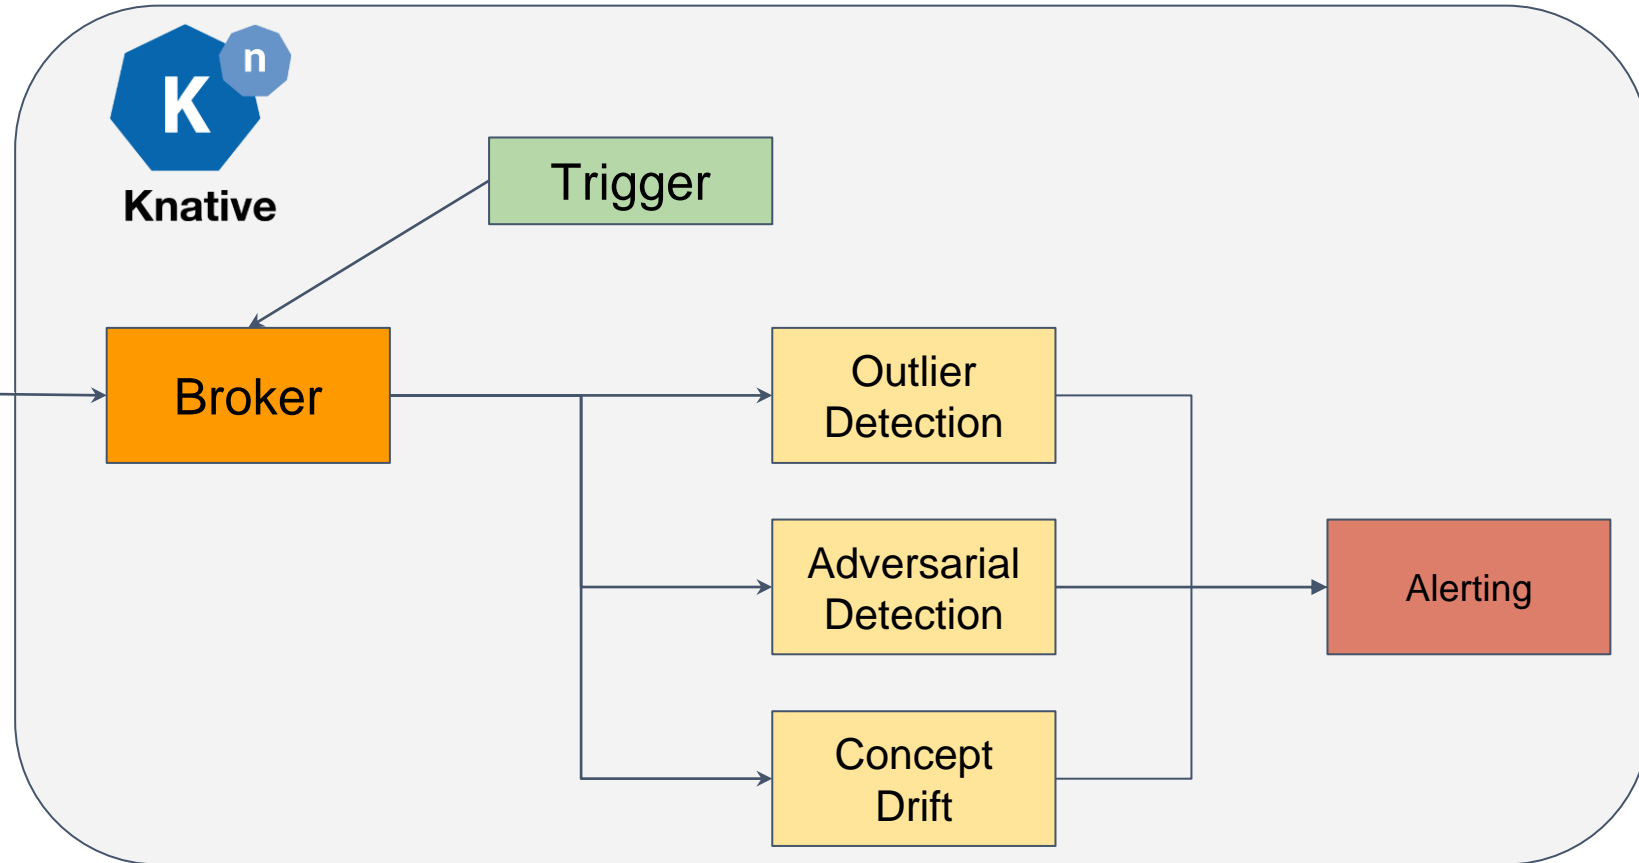 K
n
Knative
Trigger
Broker
Outlier
Detection
Adversarial
Detection
Alerting
Concept
Drift